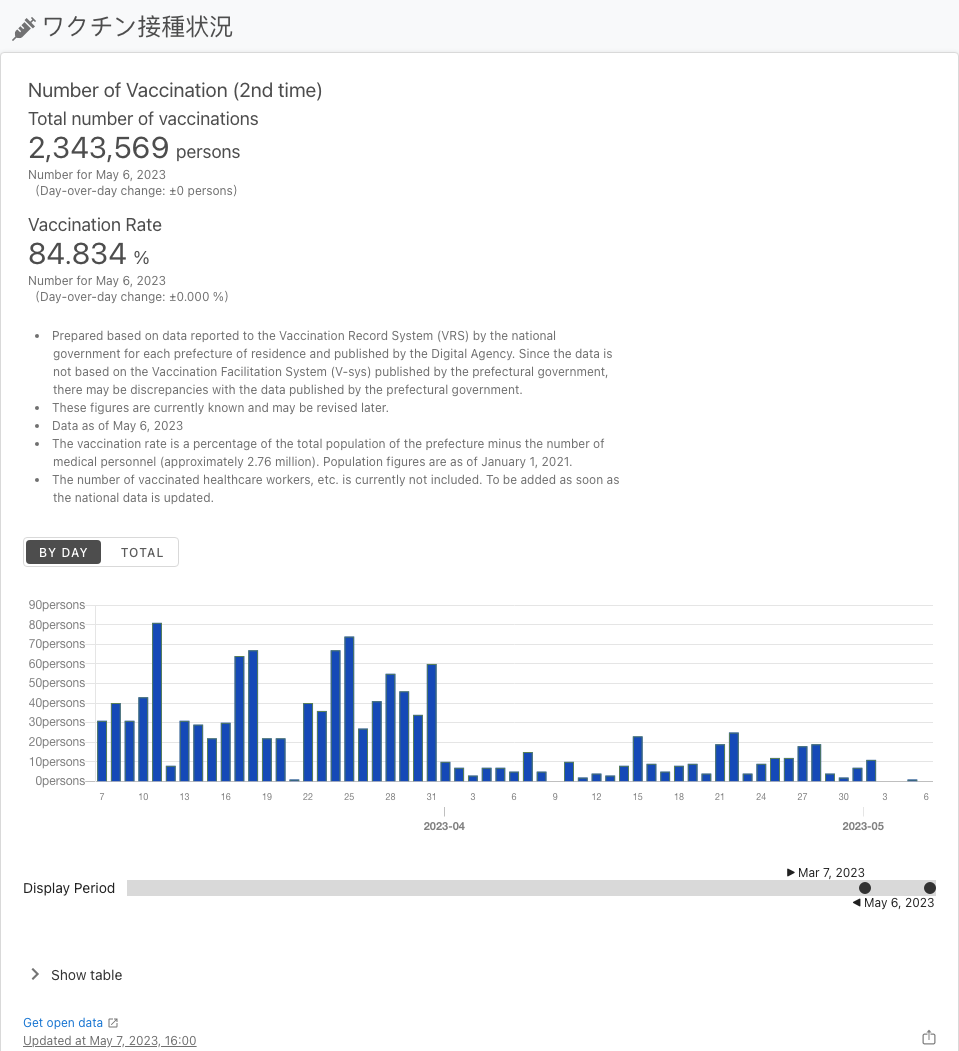 ワクチン接種状況
Number of Vaccination (2nd time)
Total number of vaccinations
2,343,569 persons
Number for May 6, 2023
(Day-over-day change: ±0 persons)
Vaccination Rate
84.834 %
Number for May 6, 2023
(Day-over-day change: ±0.000 %)
• Prepared based on data reported to the Vaccination Record System (VRS) by the national
government for each prefecture of residence and published by the Digital Agency. Since the data is
not based on the Vaccination Facilitation System (V-sys) published by the prefectural government,
there may be discrepancies with the data published by the prefectural government.
• These figures are currently known and may be revised later.
• Data as of May 6, 2023
• The vaccination rate is a percentage of the total population of the prefecture minus the number of
medical personnel (approximately 2.76 million). Population figures are as of January 1, 2021.
• The number of vaccinated healthcare workers, etc. is currently not included. To be added as soon as
the national data is updated.
BY DAY TOTAL
90persons
80persons
70persons
60persons
50persons
40persons
30persons
20persons
10persons
0persons
7 10 13 16 19 22 25 28 31 3 6 9 12 15 18 21 24 27 30 3 6
2023-04 2023-05
Mar 7, 2023
Display Period
May 6, 2023
Show table
Get open data
Updated at May 7, 2023, 16:00